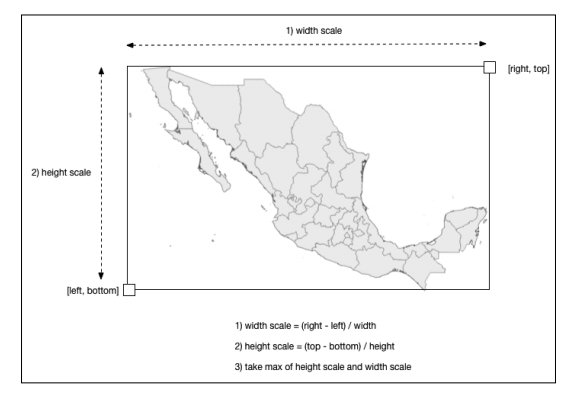 1) width scale
[right, top]
2) height scale
[left, bottom]
1) width scale = (right - left) / width
2) height scale = (top - bottom) / height
3) take max of height scale and width scale